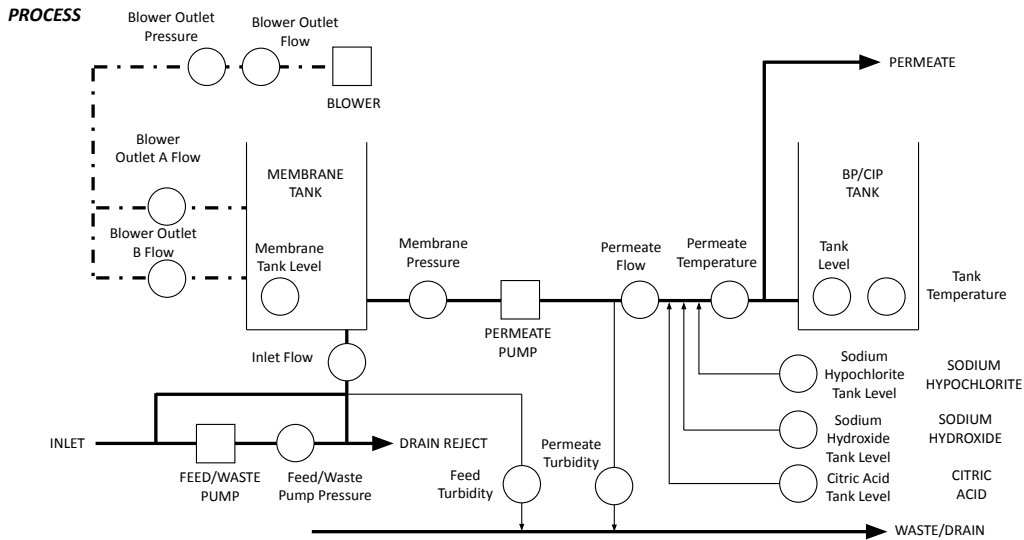 PROCESS
Blower Outlet
Pressure
Blower Outlet
Flow
BLOWER
PERMEATE
Blower
Outlet A Flow
MEMBRANE
TANK
BP/CIP
TANK
Blower Outlet
B Flow
Membrane
Tank Level
Membrane
Pressure
Permeate
Flow
Permeate
Temperature
Tank
Level
Tank
Temperature
PERMEATE
PUMP
Inlet Flow
Sodium
Hypochlorite
Tank Level
SODIUM
HYPOCHLORITE
INLET
DRAIN REJECT
Sodium
Hydroxide
Tank Level
SODIUM
HYDROXIDE
FEED/WASTE
PUMP
Feed/Waste
Pump Pressure
Feed
Turbidity
Permeate
Turbidity
Citric Acid
Tank Level
CITRIC
ACID
WASTE/DRAIN